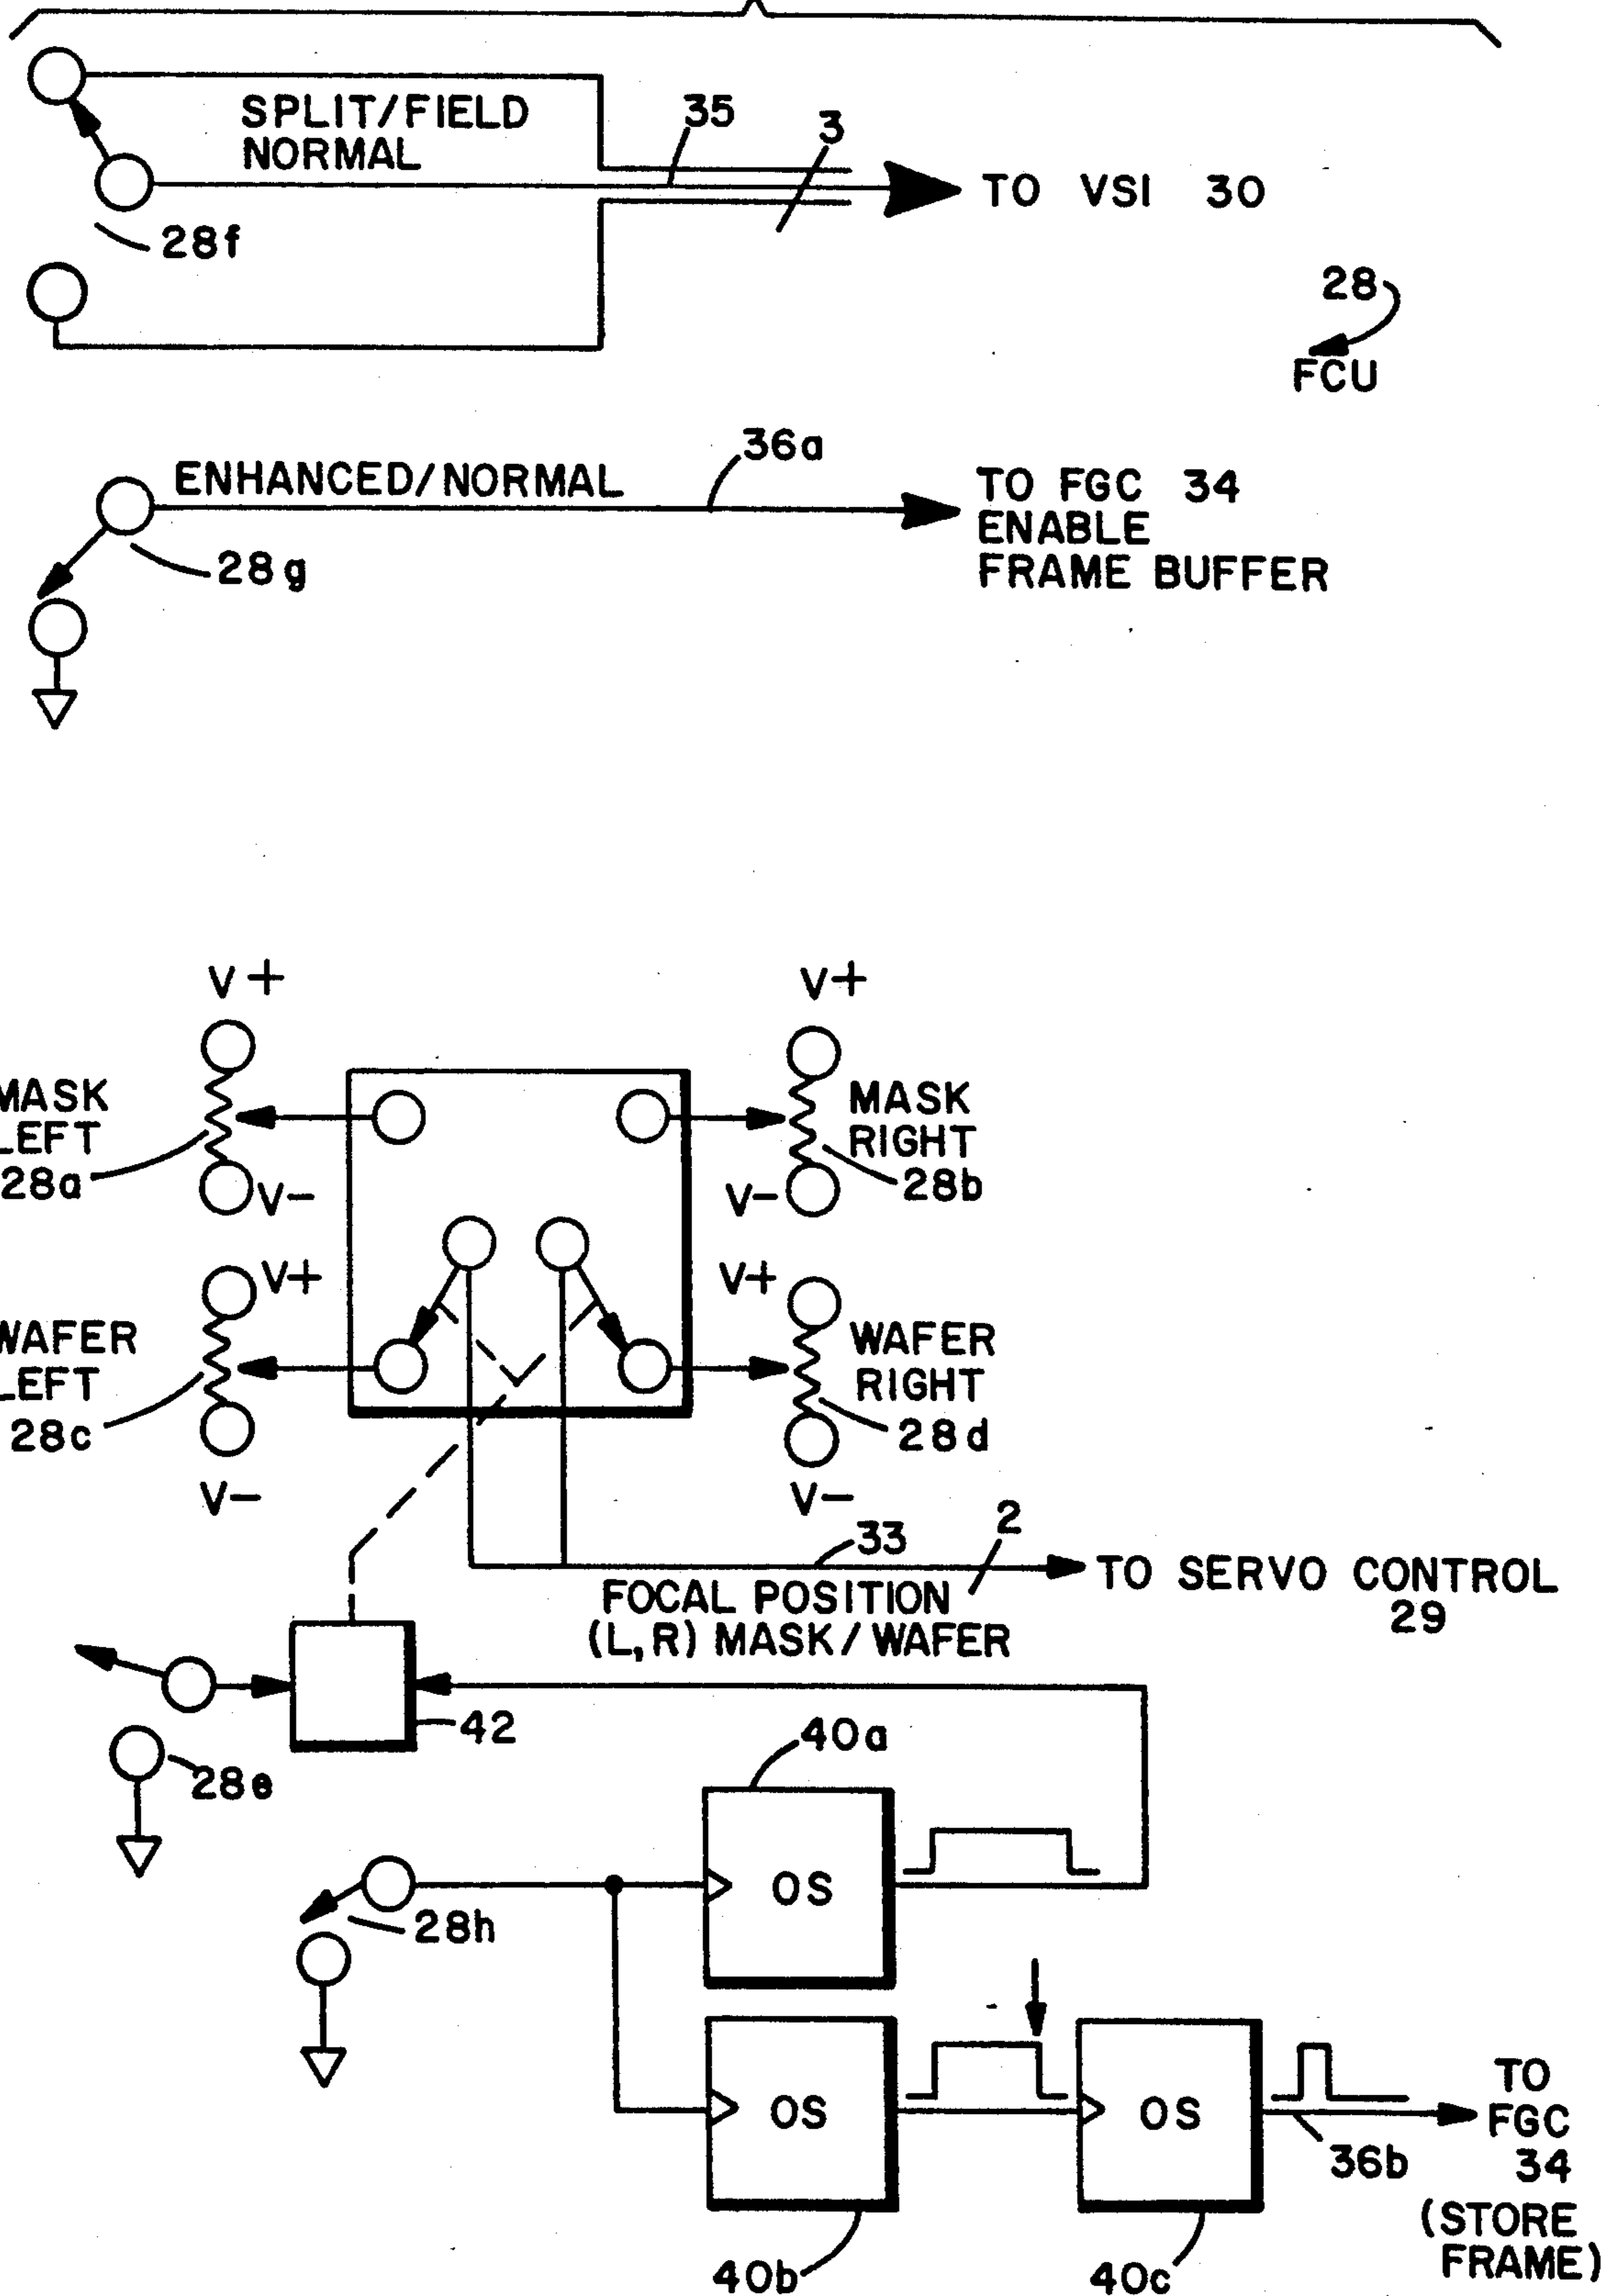 SPLIT/FIELD
NORMAL
35
3
TO VSI 30
28f
28
FCU
ENHANCED/NORMAL
36a
TO FGC 34
ENABLE
FRAME BUFFER
28g
V+
V+
MASK
LEFT
28a
V-
MASK
RIGHT
28b
V-
V+
V+
WAFER
LEFT
28c
V-
WAFER
RIGHT
28d
V-
33
2
TO SERVO CONTROL
29
FOCAL POSITION
(L,R) MASK/WAFER
42
28e
40a
OS
28h
OS
OS
40b
40c
36b
TO
FGC
34
(STORE
FRAME)